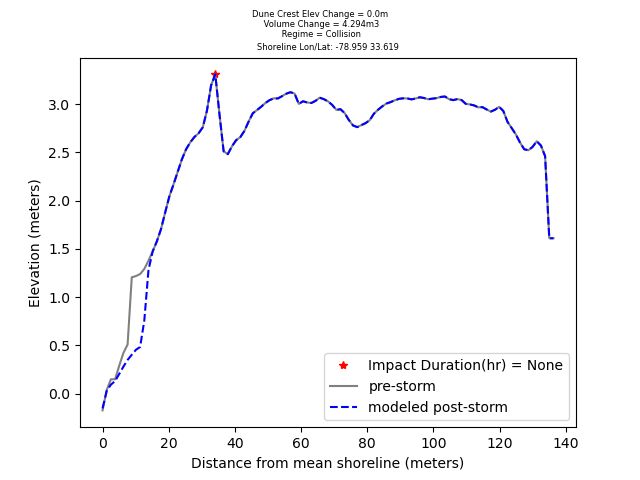 Dune Crest Elev Change = 0.0m
Volume Change = 4.294m3
Regime = Collision
Shoreline Lon/Lat: -78.959 33.619
3.0
2.5
2.0
1.5
1.0
0.5
0.0
Elevation (meters)
Impact Duration(hr) = None
pre-storm
modeled post-storm
0 20 40 60 80 100 120 140
Distance from mean shoreline (meters)